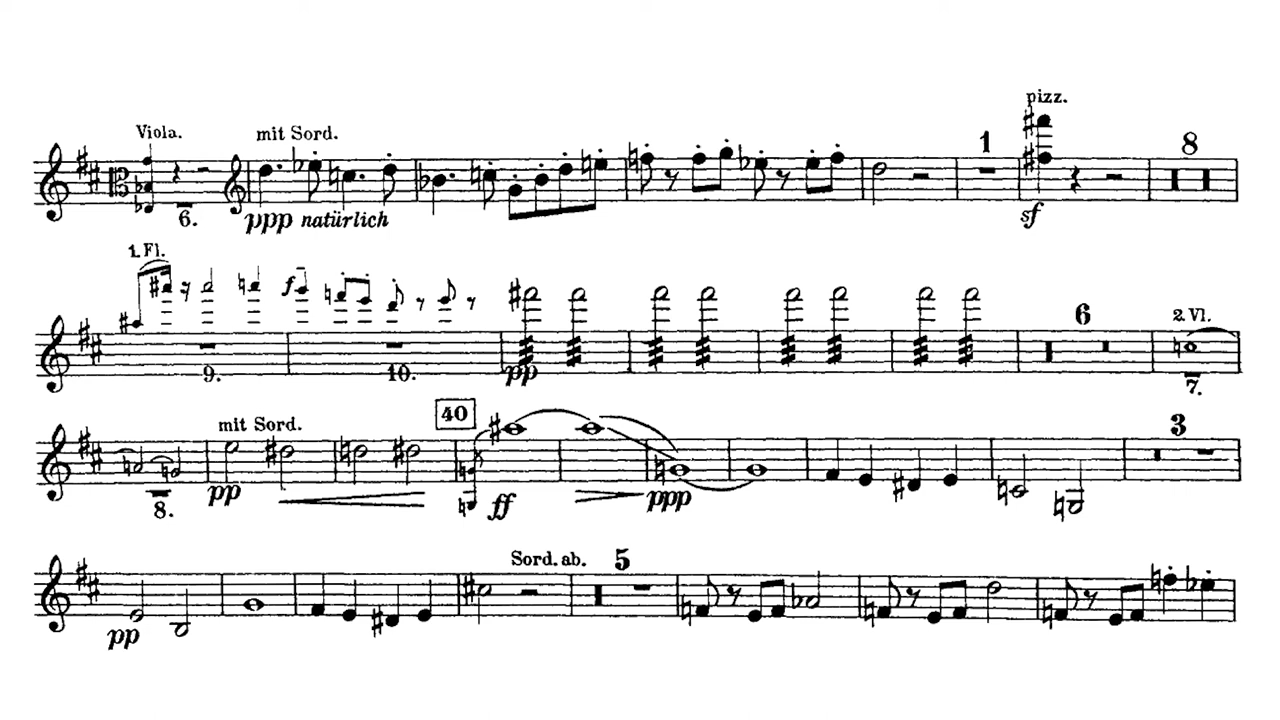 pizz.
Viola. mit Sord. 1 8
6. ppp natürlich sf
1. Fl.
f 6 2. Vl.
9. 10. pp 7.
mit Sord. 40 3
8. pp ff ppp
Sord. ab. 5
pp